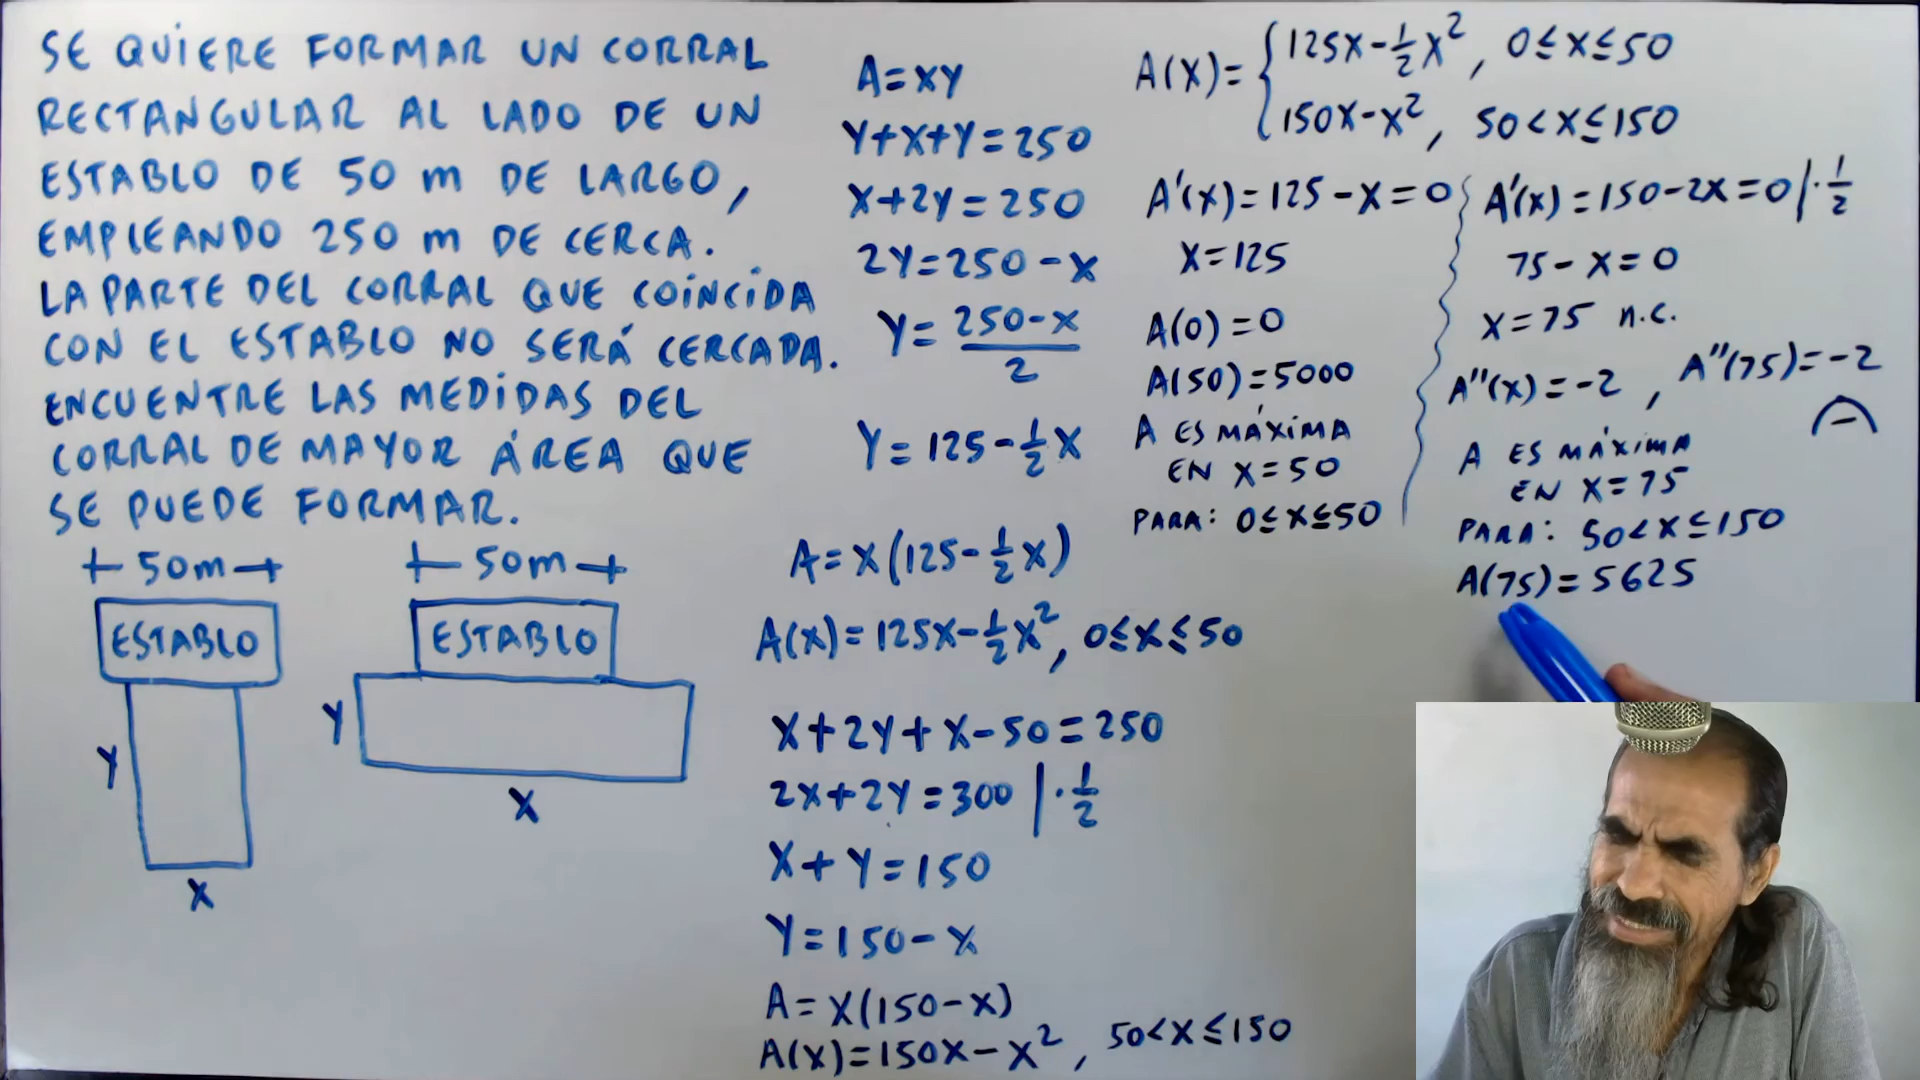 SE QUIERE FORMAR UN CORRAL
RECTANGULAR AL LADO DE UN
ESTABLO DE 50 m DE LARGO,
EMPLEANDO 250 m DE CERCA.
LA PARTE DEL CORRAL QUE COINCIDA
CON EL ESTABLO NO SERÁ CERCADA.
ENCUENTRE LAS MEDIDAS DEL
CORRAL DE MAYOR ÁREA QUE
SE PUEDE FORMAR.
50m
ESTABLO
Y
X
50m
ESTABLO
Y
X
A=XY
Y+X+Y=250
X+2Y=250
2Y=250-X
Y=(250-X)/2
Y=125-½X
A=X(125-½X)
A(X)=125X-½X², 0≤X≤50
X+2Y+X-50=250
2X+2Y=300 |·½
X+Y=150
Y=150-X
A=X(150-X)
A(X)=150X-X², 50<X≤150
A(X)={125X-½X², 0≤X≤50
150X-X², 50<X≤150
A'(X)=125-X=0
X=125
A(0)=0
A(50)=5000
A ES MÁXIMA
EN X=50
PARA: 0≤X≤50
A'(X)=150-2X=0 |·½
75-X=0
X=75 n.c.
A''(X)=-2, A''(75)=-2
A ES MÁXIMA
EN X=75
PARA: 50<X≤150
A(75)=5625